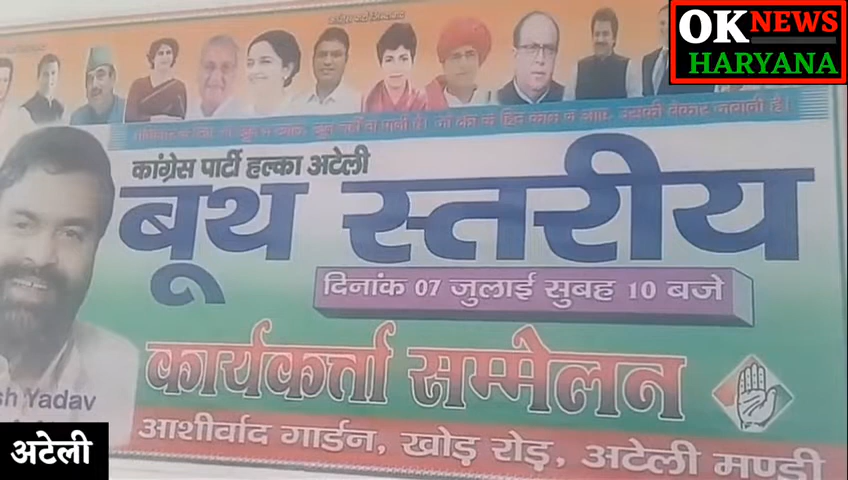 OK NEWS
HARYANA
कांग्रेस पार्टी हल्का अटेली
बूथ स्तरीय
दिनांक 07 जुलाई सुबह 10 बजे
कार्यकर्त्ता सम्मेलन
sh Yadav
आशीर्वाद गार्डन, खोड़ रोड़, अटेली मण्डी
अटेली